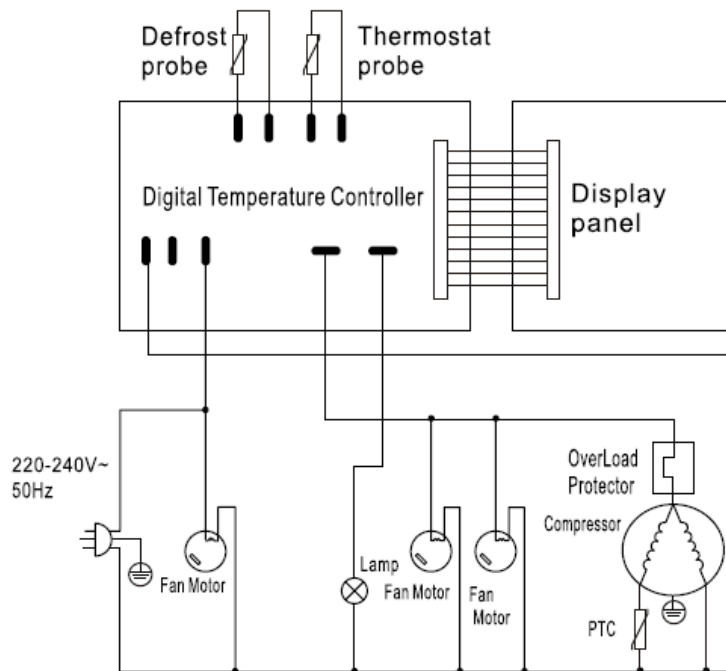 Defrost
probe
Thermostat
probe
Digital Temperature Controller
Display
panel
220-240V~
50Hz
OverLoad
Protector
Compressor
Fan Motor
Lamp
Fan Motor
Fan
Motor
PTC